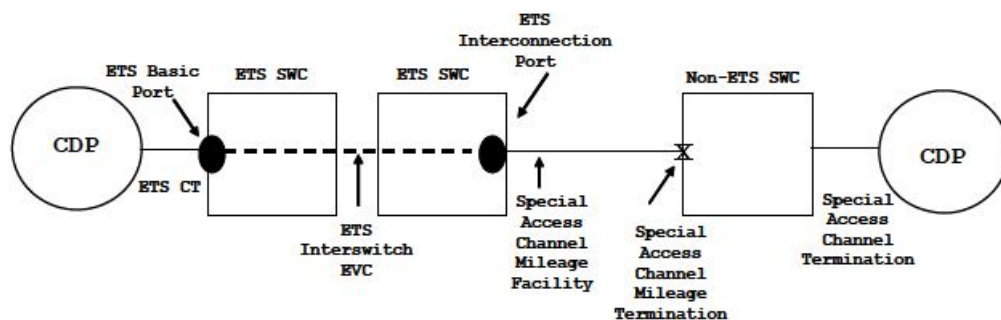 ETS
Interconnection
Port
ETS Basic
Port
ETS SWC
ETS SWC
Non-ETS SWC
CDP
CDP
ETS CT
ETS
Interswitch
EVC
Special
Access
Channel
Mileage
Facility
Special
Access
Channel
Mileage
Termination
Special
Access
Channel
Termination
X